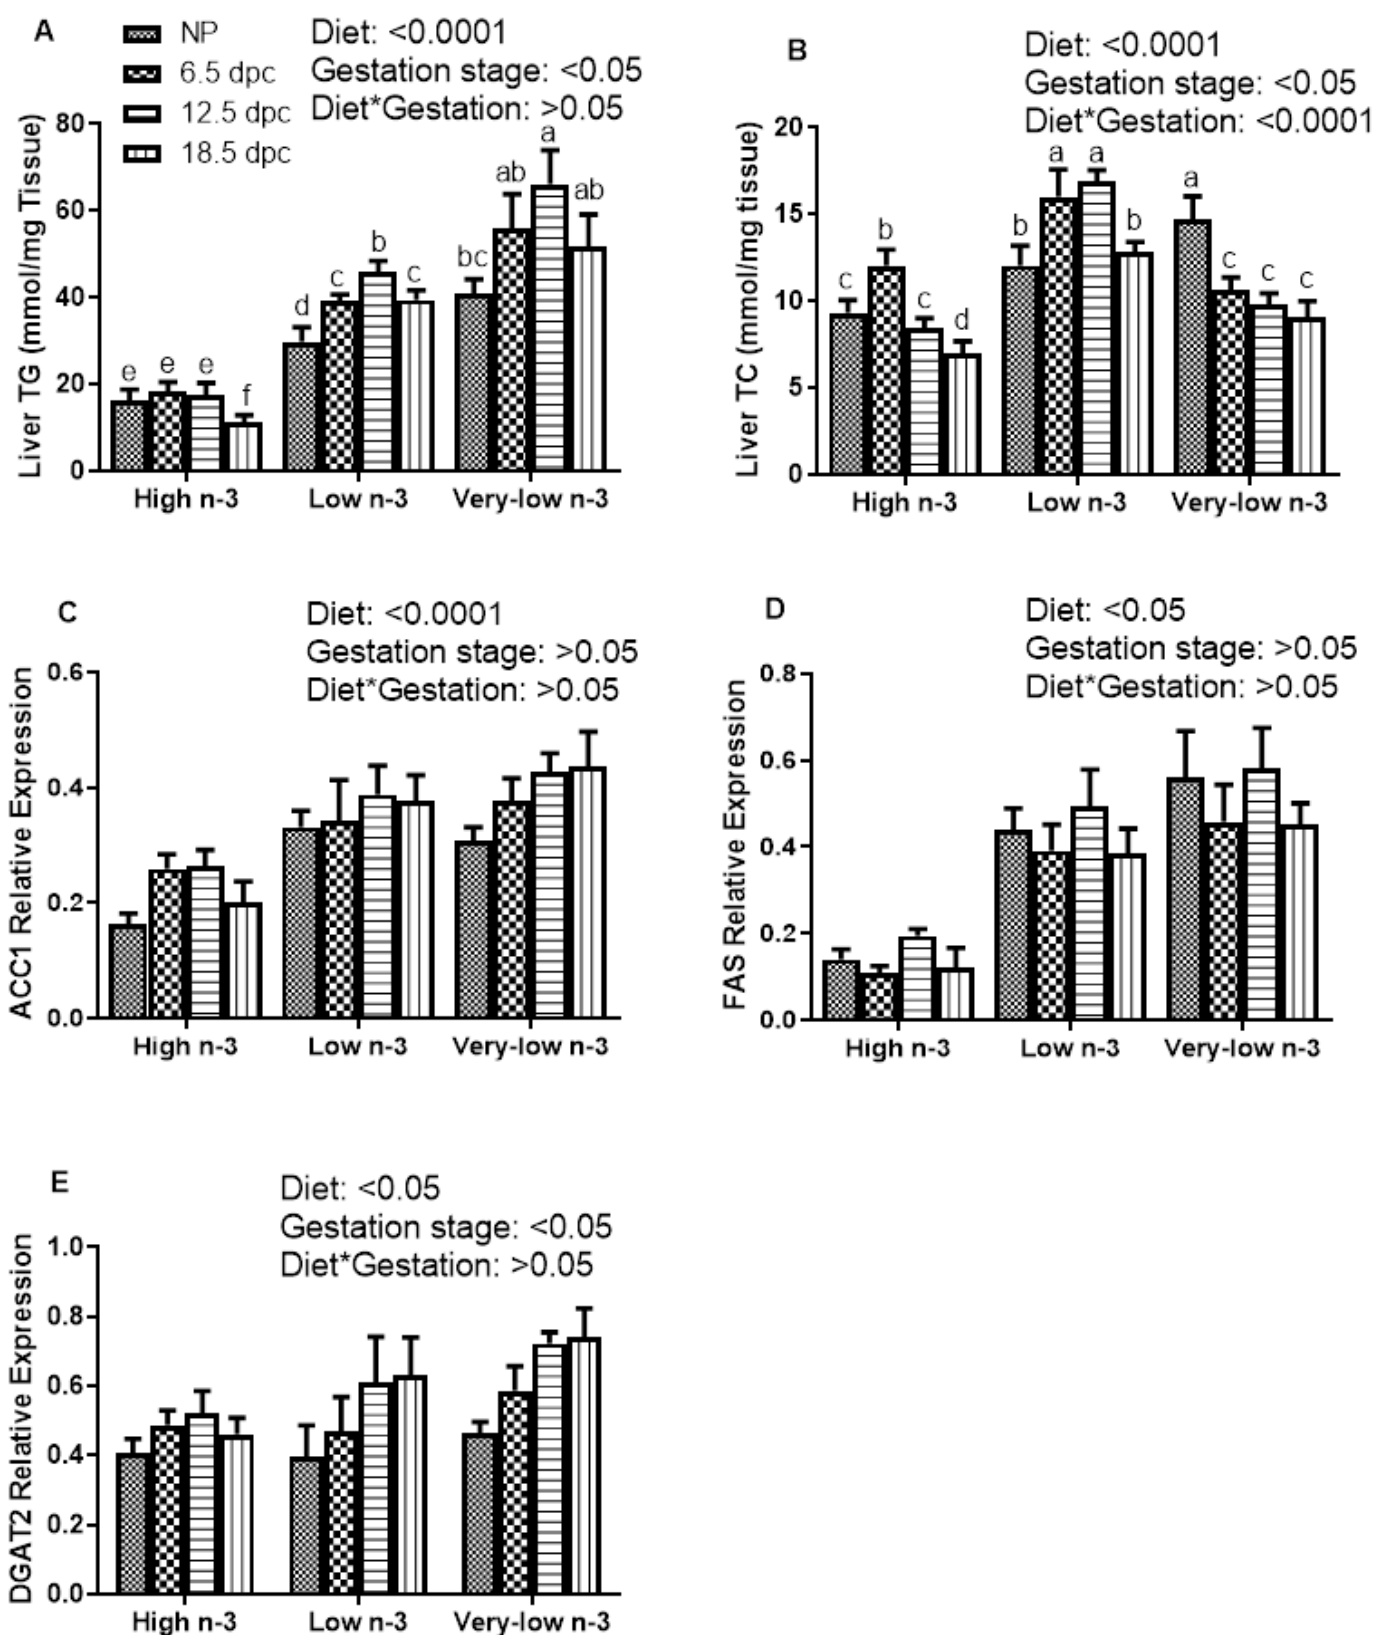 A
NP
6.5 dpc
12.5 dpc
18.5 dpc
Diet: <0.0001
Gestation stage: <0.05
Diet*Gestation: >0.05
Liver TG (mmol/mg Tissue)
80
60
40
20
0
e
e
e
f
d
c
b
c
bc
ab
a
ab
High n-3
Low n-3
Very-low n-3
B
Diet: <0.0001
Gestation stage: <0.05
Diet*Gestation: <0.0001
Liver TC (mmol/mg tissue)
20
15
10
5
0
c
b
c
d
b
a
a
b
a
c
c
c
High n-3
Low n-3
Very-low n-3
C
Diet: <0.0001
Gestation stage: >0.05
Diet*Gestation: >0.05
ACC1 Relative Expression
0.6
0.4
0.2
0.0
High n-3
Low n-3
Very-low n-3
D
Diet: <0.05
Gestation stage: >0.05
Diet*Gestation: >0.05
FAS Relative Expression
0.8
0.6
0.4
0.2
0.0
High n-3
Low n-3
Very-low n-3
E
Diet: <0.05
Gestation stage: <0.05
Diet*Gestation: >0.05
DGAT2 Relative Expression
1.0
0.8
0.6
0.4
0.2
0.0
High n-3
Low n-3
Very-low n-3